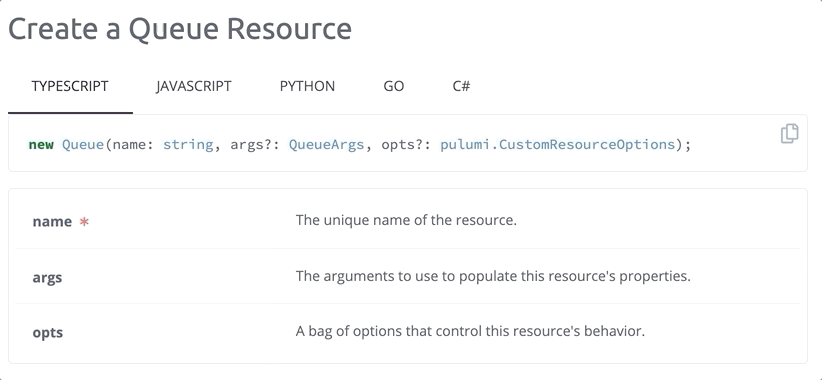 Create a Queue Resource
TYPESCRIPT JAVASCRIPT PYTHON GO C#
new Queue(name: string, args?: QueueArgs, opts?: pulumi.CustomResourceOptions);
name * The unique name of the resource.
args The arguments to use to populate this resource's properties.
opts A bag of options that control this resource's behavior.